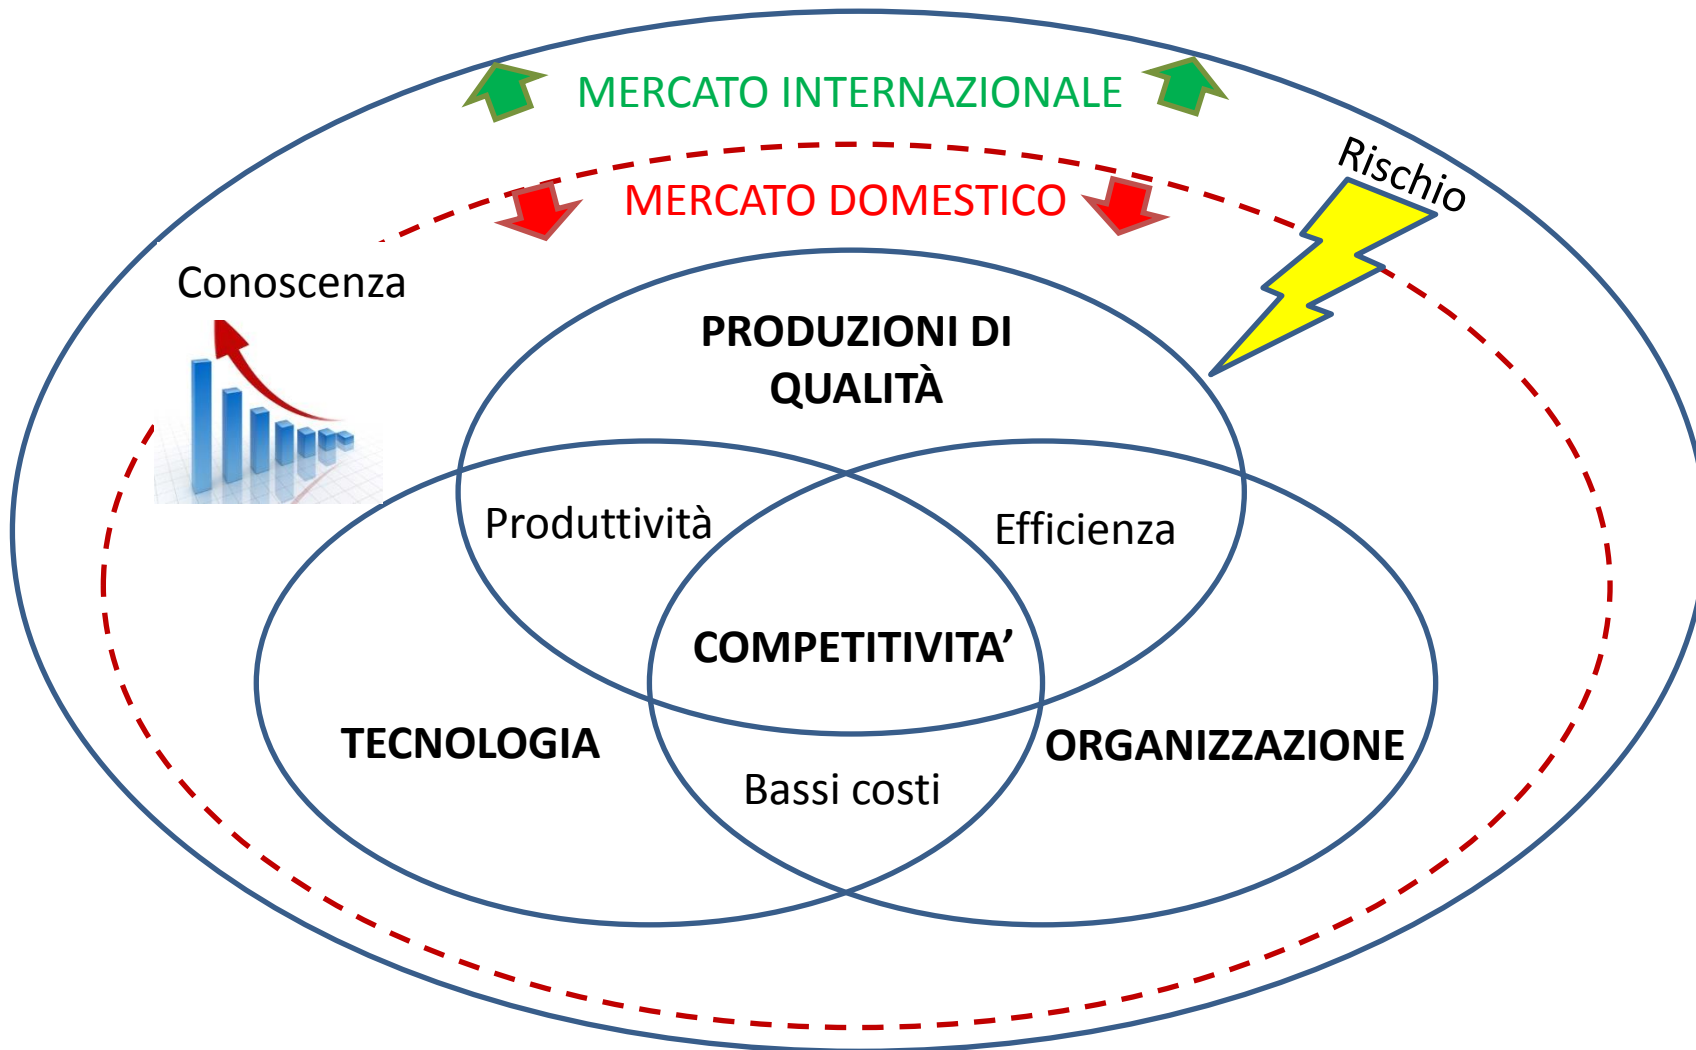 MERCATO INTERNAZIONALE
Rischio
MERCATO DOMESTICO
Conoscenza
PRODUZIONI DI
QUALITÀ
Produttività
Efficienza
COMPETITIVITA’
TECNOLOGIA
ORGANIZZAZIONE
Bassi costi